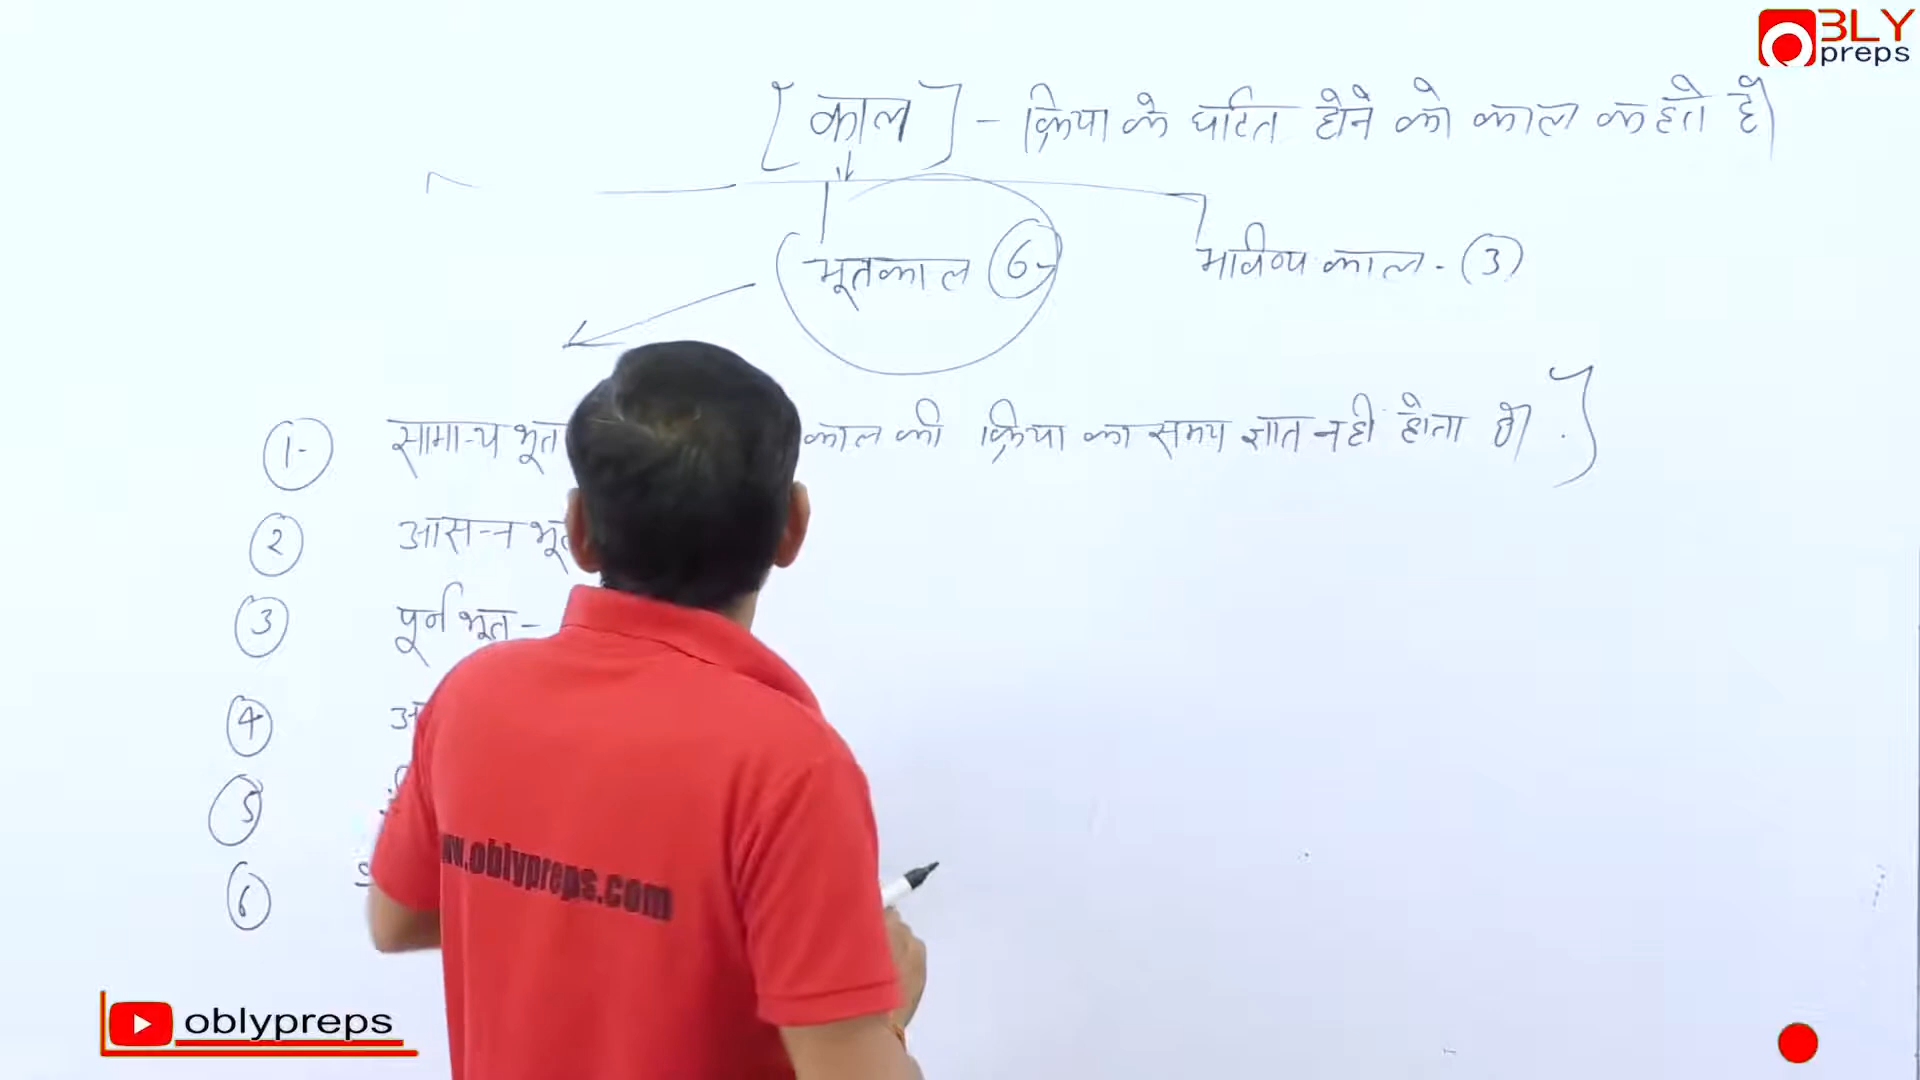 3LY
preps
[ काल ] - क्रिया के घटित होने को काल कहते है।
भूतकाल 6-
भविष्य काल - (3)
1- सामान्य भूत काल की क्रिया का समय ज्ञात नही होता है। }
2 आसन्न भूत
3 पूर्न भूत -
4
5
6
w.oblypreps.com
oblypreps